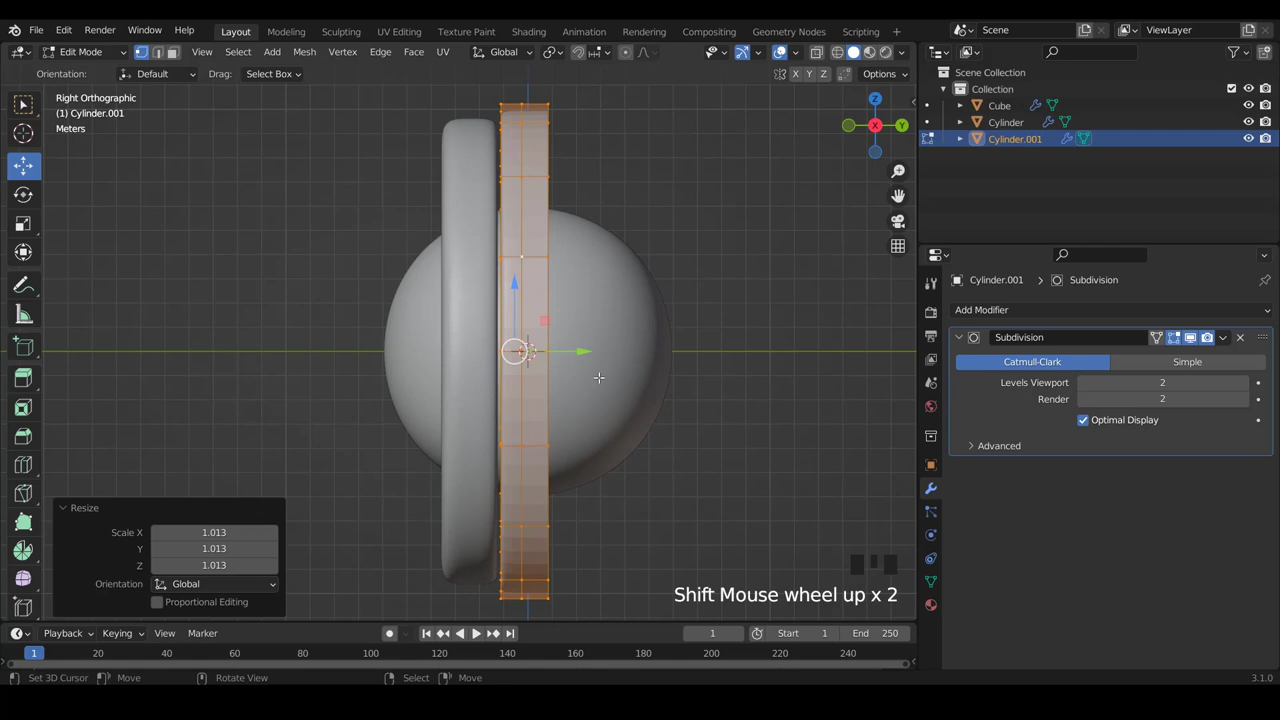 File Edit Render Window Help Layout Modeling Sculpting UV Editing Texture Paint Shading Animation Rendering Compositing Geometry Nodes Scripting Scene ViewLayer
Edit Mode View Select Add Mesh Vertex Edge Face UV Global
Orientation: Default Drag: Select Box X Y Z Options
Right Orthographic
(1) Cylinder.001
Meters
Z
X
Y
Scene Collection
Collection
Cube
Cylinder
Cylinder.001
Cylinder.001 Subdivision
Add Modifier
Subdivision
Catmull-Clark Simple
Levels Viewport 2
Render 2
Optimal Display
Advanced
Resize
Scale X 1.013
Y 1.013
Z 1.013
Orientation Global
Proportional Editing
Shift Mouse wheel up x 2
Playback Keying View Marker 1 Start 1 End 250
1 20 40 60 80 100 120 140 160 180 200 220 240
Set 3D Cursor Move Rotate View Select Move 3.1.0